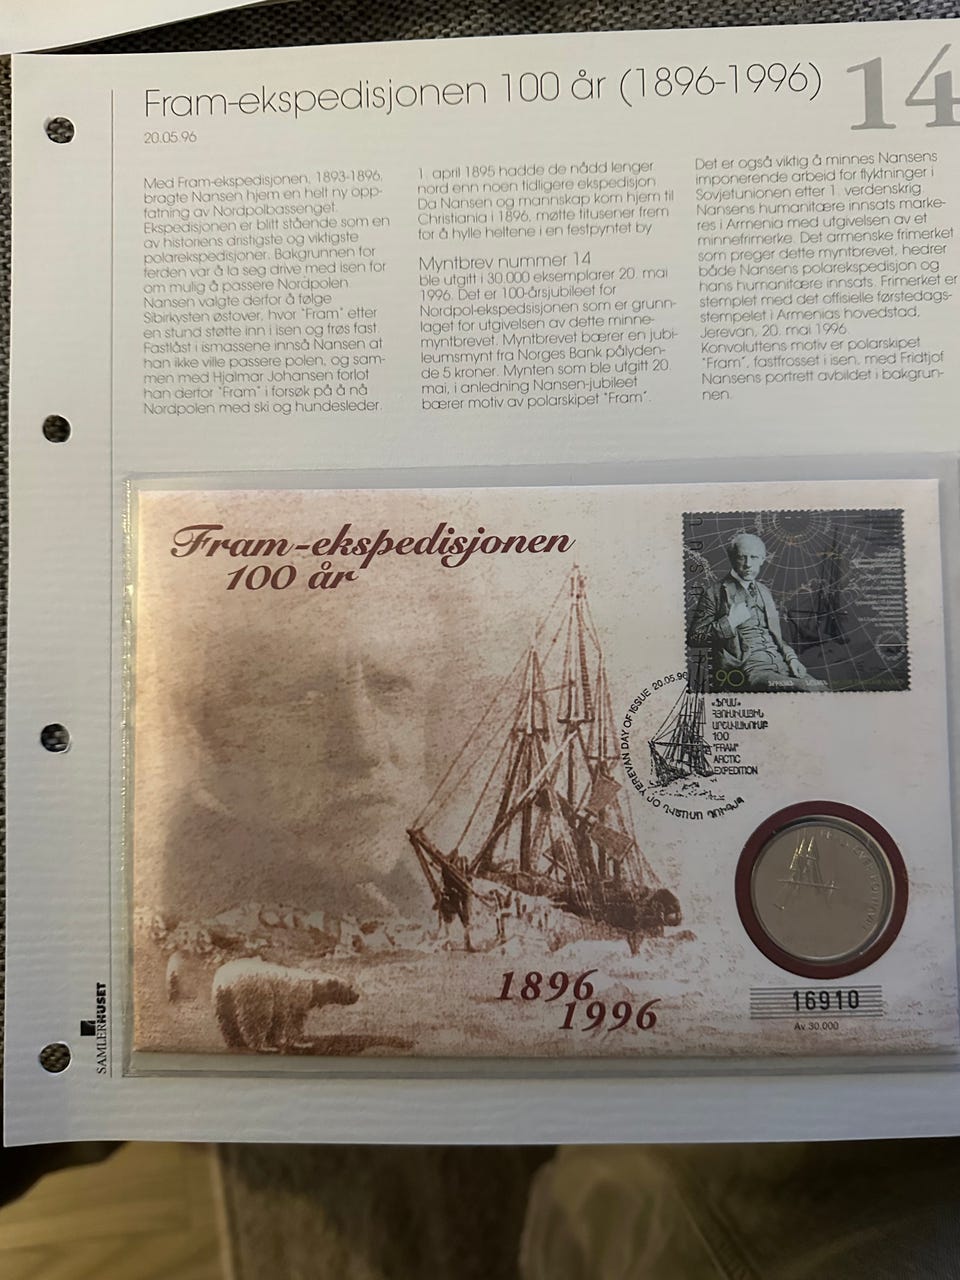 Fram-ekspedisjonen 100 år (1896-1996)
14
20.05.96
Med Fram-ekspedisjonen, 1893-1896,
bragte Nansen hjem en helt ny opp-
fatning av Nordpolbassenget.
Ekspedisjonen er blitt stående som en
av historiens dristigste og viktigste
polarekspedisjoner. Bakgrunnen for
ferden var å la seg drive med isen for
om mulig å passere Nordpolen.
Nansen valgte derfor å følge
Sibirkysten østover, hvor "Fram" etter
en stund støtte inn i isen og frøs fast.
Fastlåst i ismassene innså Nansen at
han ikke ville passere polen, og sam-
men med Hjalmar Johansen forlot
han derfor "Fram" i forsøk på å nå
Nordpolen med ski og hundesleder.
1. april 1895 hadde de nådd lenger
nord enn noen tidligere ekspedisjon.
Da Nansen og mannskap kom hjem til
Christiania i 1896, møtte titusener frem
for å hylle heltene i en festpyntet by
Myntbrev nummer 14
ble utgitt i 30.000 eksemplarer 20. mai
1996. Det er 100-årsjubileet for
Nordpol-ekspedisjonen som er grunn-
laget for utgivelsen av dette minne-
myntbrevet. Myntbrevet bærer en jubi-
leumsmynt fra Norges Bank pålyden-
de 5 kroner. Mynten som ble utgitt 20.
mai, i anledning Nansen-jubileet
bærer motiv av polarskipet "Fram".
Det er også viktig å minnes Nansens
imponerende arbeid for flyktninger i
Sovjetunionen etter 1. verdenskrig.
Nansens humanitære innsats marke-
res i Armenia med utgivelsen av et
minnefrimerke. Det armenske frimerket
som preger dette myntbrevet, hedrer
både Nansens polarekspedisjon og
hans humanitære innsats. Frimerket er
stemplet med det offisielle førstedags-
stempelet i Armenias hovedstad,
Jerevan, 20. mai 1996.
Konvoluttens motiv er polarskipet
"Fram", fastfrosset i isen, med Fridtjof
Nansens portrett avbildet i bakgrun-
nen.
Fram-ekspedisjonen
100 år
90
YEREVAN DAY OF ISSUE 20.05.96
«ՖՐԱՄ»
ՀՅՈՒՍԻՍԱՅԻՆ
ԱՐՇԱՎԱԽՈՒՄԲ
100
"FRAM"
ARCTIC
EXPEDITION
1896
1996
16910
Av 30.000
SAMLERHUSET